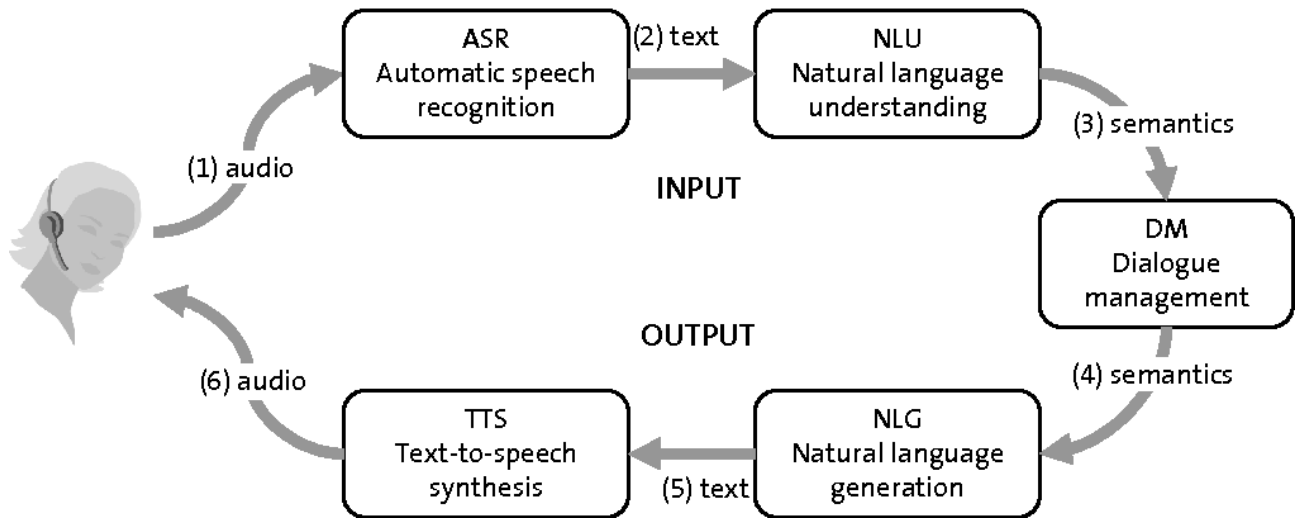 ASR
Automatic speech
recognition
(2) text
NLU
Natural language
understanding
(1) audio
(3) semantics
INPUT
DM
Dialogue
management
OUTPUT
(4) semantics
(6) audio
TTS
Text-to-speech
synthesis
(5) text
NLG
Natural language
generation